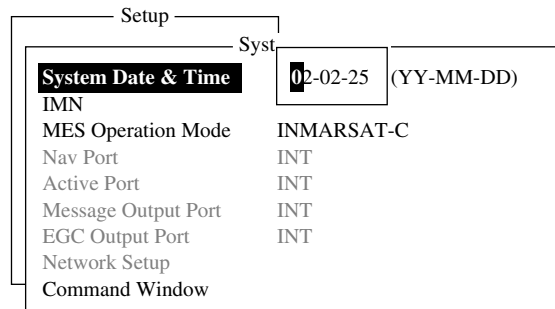 Setup
Syst
System Date & Time 02-02-25 (YY-MM-DD)
IMN
MES Operation Mode INMARSAT-C
Nav Port INT
Active Port INT
Message Output Port INT
EGC Output Port INT
Network Setup
Command Window